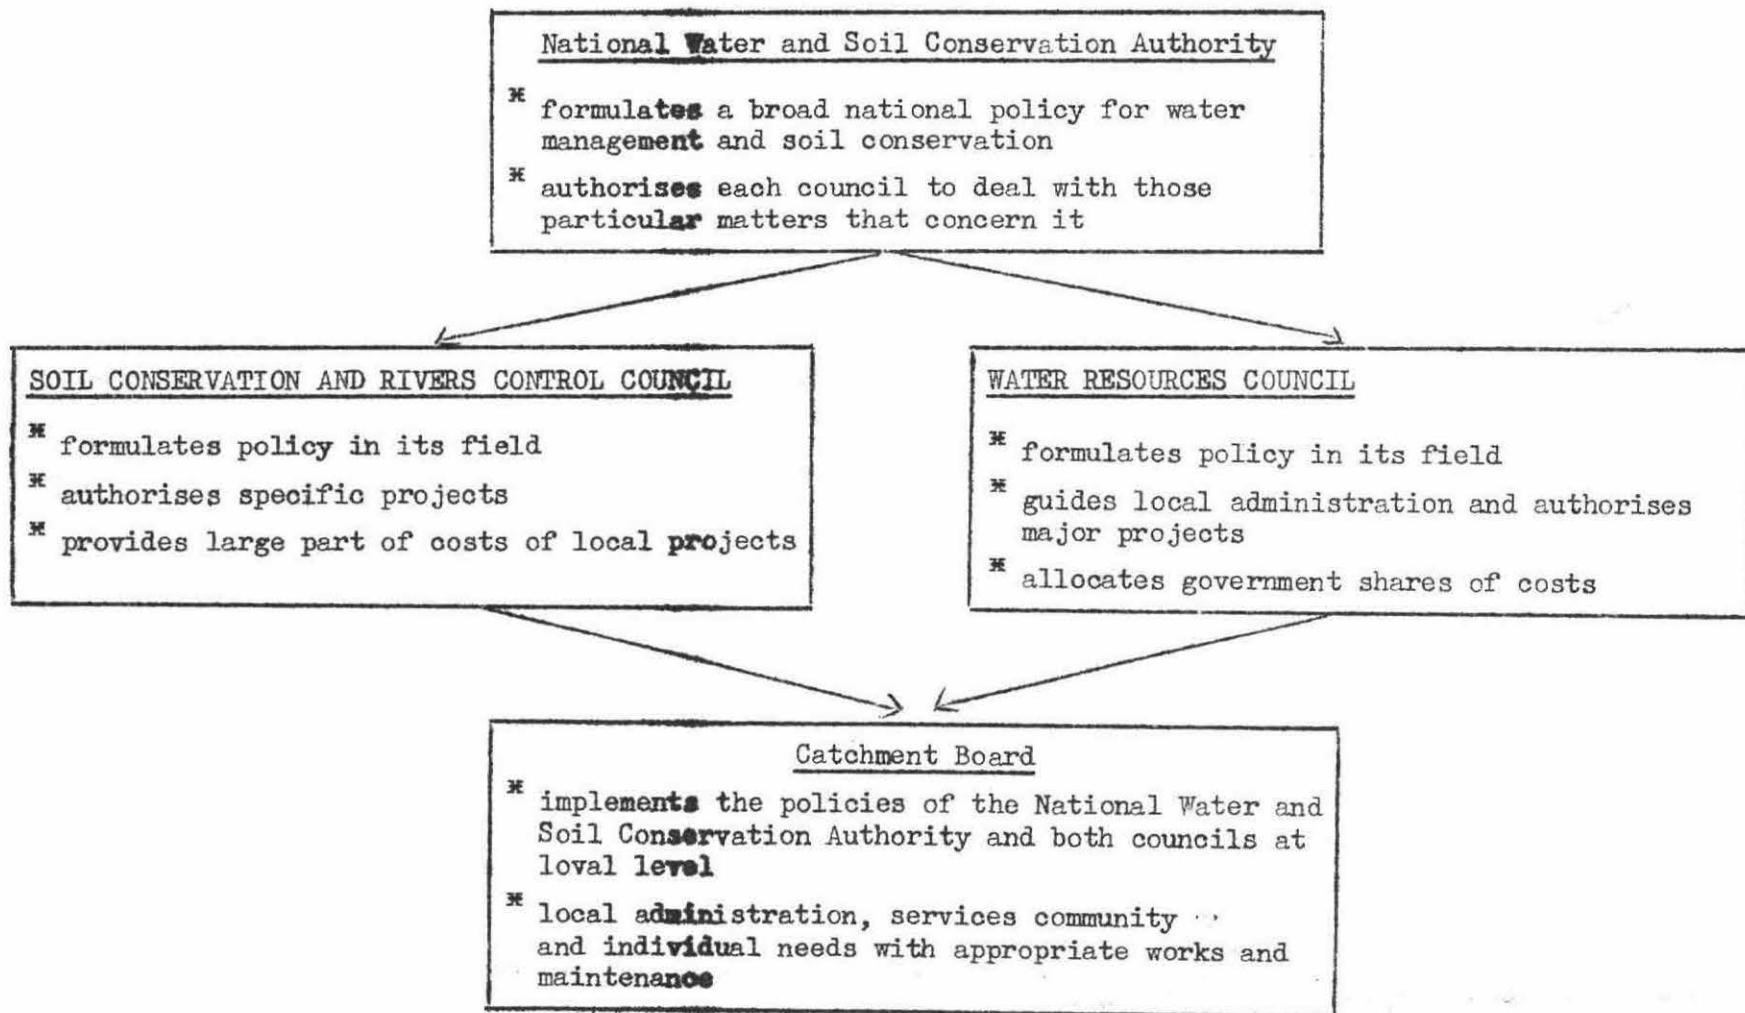 National Water and Soil Conservation Authority
* formulates a broad national policy for water
management and soil conservation
* authorises each council to deal with those
particular matters that concern it
SOIL CONSERVATION AND RIVERS CONTROL COUNCIL
* formulates policy in its field
* authorises specific projects
* provides large part of costs of local projects
WATER RESOURCES COUNCIL
* formulates policy in its field
* guides local administration and authorises
major projects
* allocates government shares of costs
Catchment Board
* implements the policies of the National Water and
Soil Conservation Authority and both councils at
loval level
* local administration, services community
and individual needs with appropriate works and
maintenance